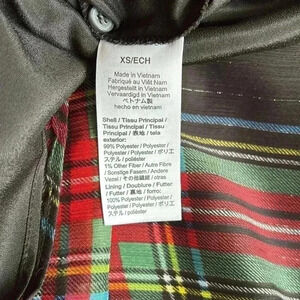 XS/ECH
Made in Vietnam
Fabriqué au Viêt Nam
Hergestellt in Vietnam
Vervaardigd in Vietnam
ベトナム製
hecho en vietnam
Shell / Tissu Principal /
Tissu Principal / Tissu
Principal / 表地 / tela
exterior:
99% Polyester / Polyester /
Polyester / Polyester / ポリエ
ステル / poliéster
1% Other Fiber / Autre Fibre
/ Sonstige Fasern / Andere
Vezel / その他繊維 / otras
Lining / Doublure / Futter
/ Futter / 裏地 / forro:
100% Polyester / Polyester /
Polyester / Polyester / ポリエ
ステル / poliéster